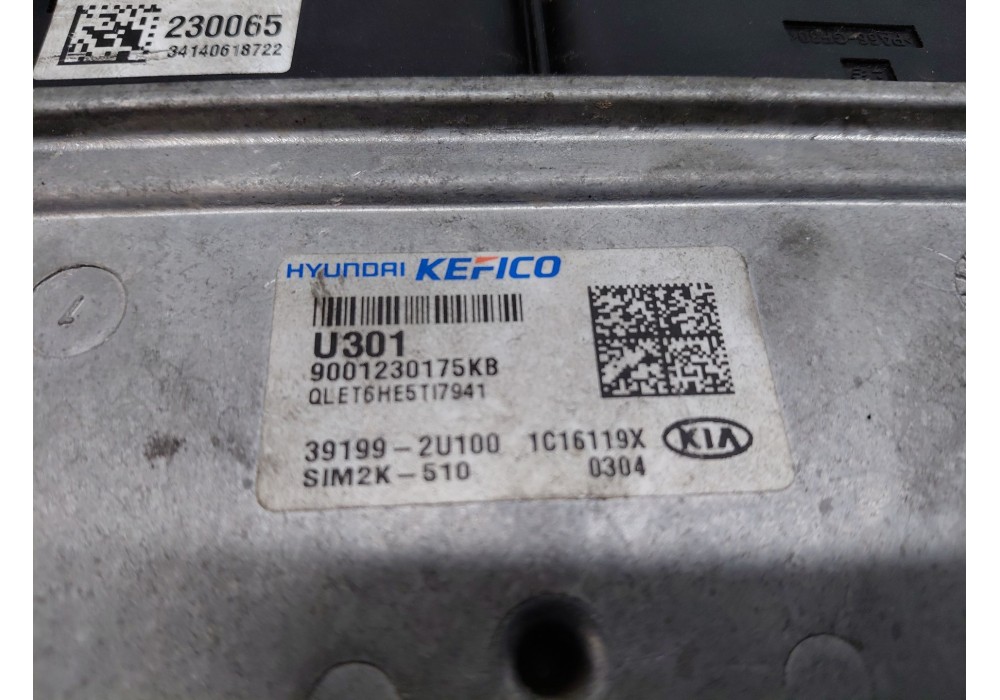 230065
34140618722
HYUNDAI KEFICO
U301
9001230175KB
QLET6HE5TI7941
39199-2U100 1C16119X KIA
SIM2K-510 0304